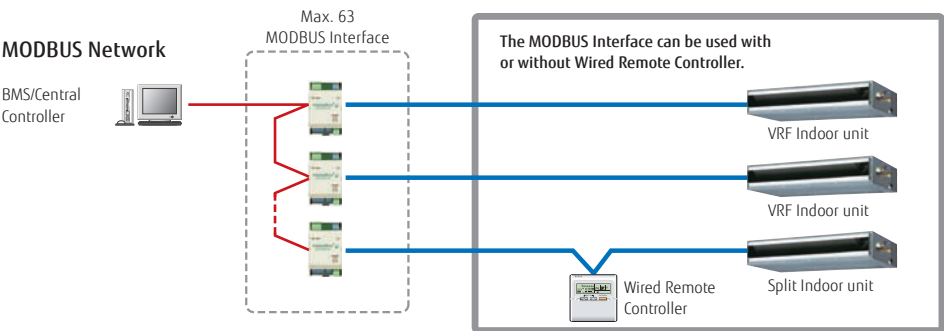 Max. 63
MODBUS Interface
MODBUS Network
The MODBUS Interface can be used with
or without Wired Remote Controller.
BMS/Central
Controller
VRF Indoor unit
VRF Indoor unit
Wired Remote
Controller
Split Indoor unit